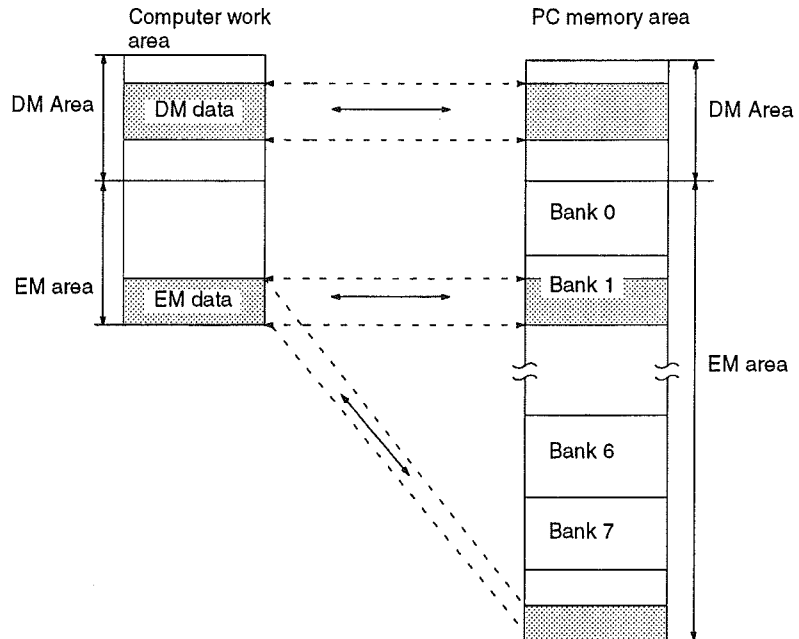 Computer work
area
PC memory area
DM Area
DM data
DM Area
Bank 0
EM area
EM data
Bank 1
EM area
Bank 6
Bank 7